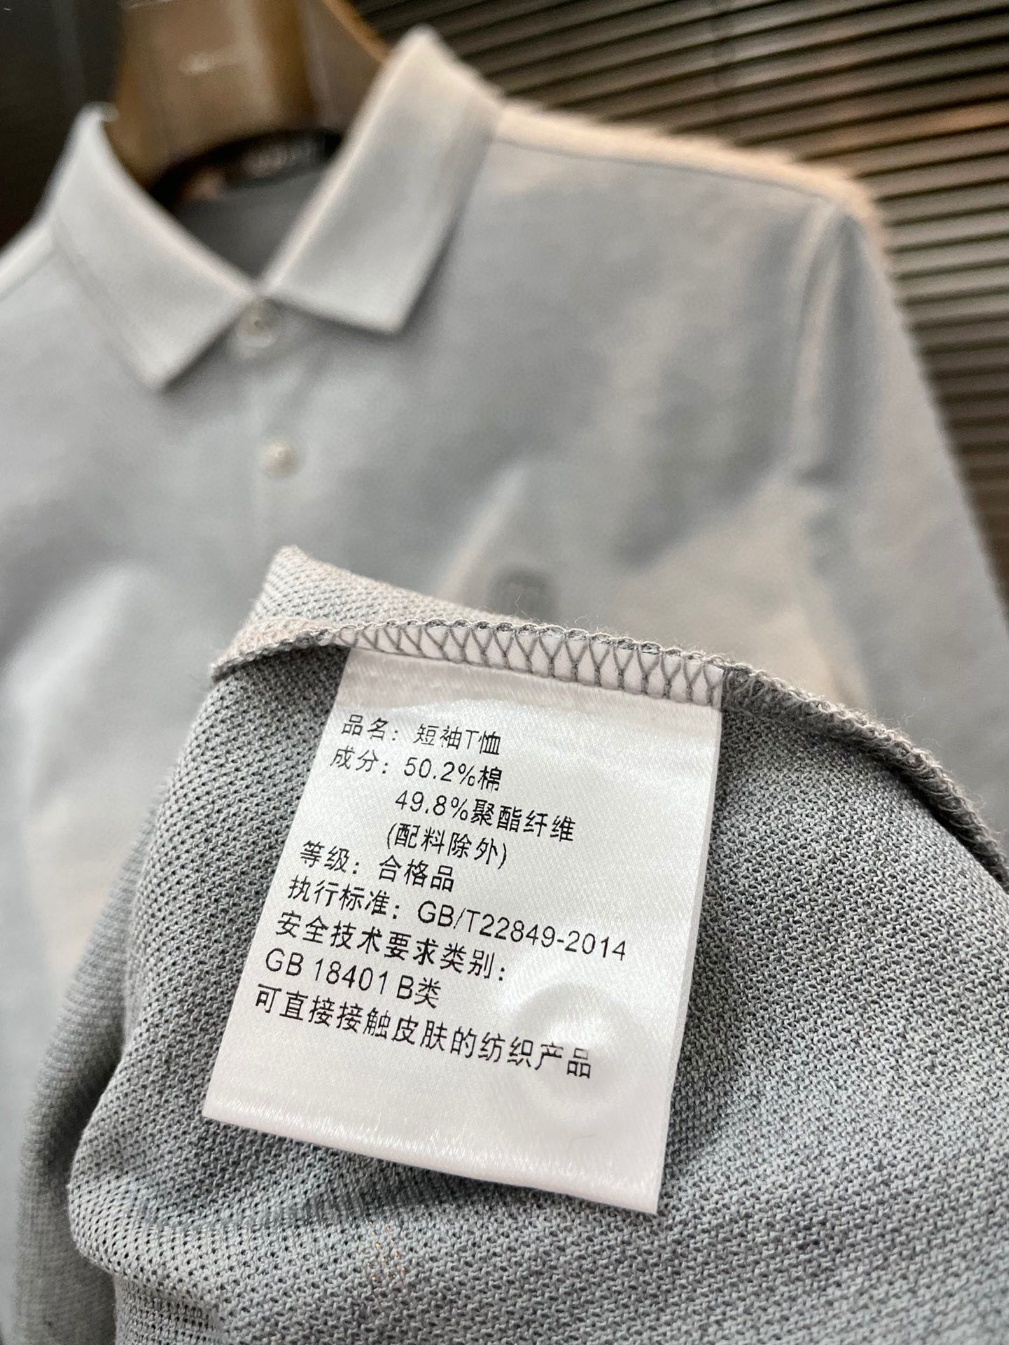 品名：短袖T恤
成分：50.2%棉
49.8%聚酯纤维
(配料除外)
等级：合格品
执行标准：GB/T22849-2014
安全技术要求类别：
GB 18401 B类
可直接接触皮肤的纺织产品